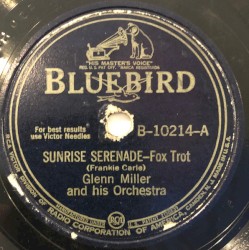 "HIS MASTER'S VOICE"
BLUEBIRD
For best results
use Victor Needles
B-10214-A
SUNRISE SERENADE—Fox Trot
(Frankie Carle)
Glenn Miller
and his Orchestra
RCA
RADIO CORPORATION OF AMERICA